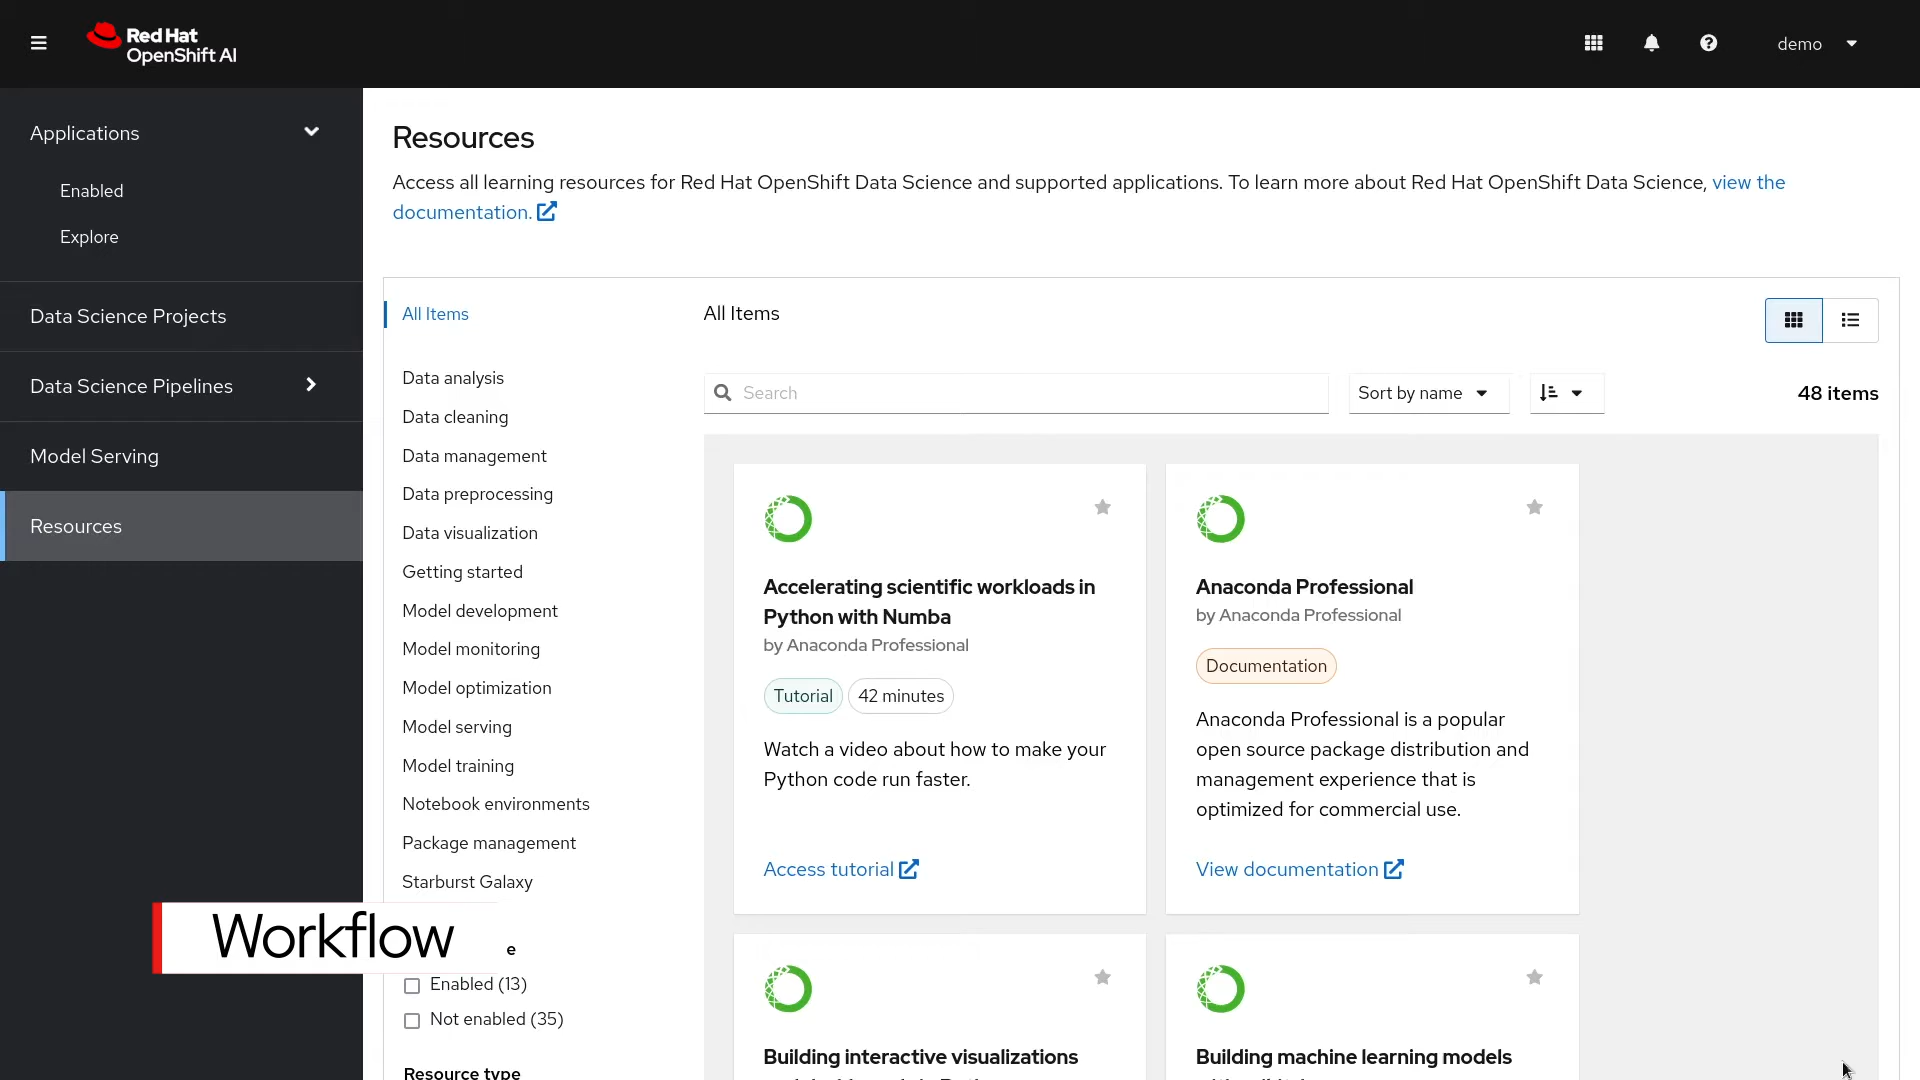 Red Hat
OpenShift AI
demo
Applications
Enabled
Explore
Data Science Projects
Data Science Pipelines
Model Serving
Resources
Resources
Access all learning resources for Red Hat OpenShift Data Science and supported applications. To learn more about Red Hat OpenShift Data Science, view the
documentation.
All Items
Data analysis
Data cleaning
Data management
Data preprocessing
Data visualization
Getting started
Model development
Model monitoring
Model optimization
Model serving
Model training
Notebook environments
Package management
Starburst Galaxy
e
Enabled (13)
Not enabled (35)
Resource type
All Items
Search
Sort by name
48 items
Accelerating scientific workloads in
Python with Numba
by Anaconda Professional
Tutorial
42 minutes
Watch a video about how to make your
Python code run faster.
Access tutorial
Anaconda Professional
by Anaconda Professional
Documentation
Anaconda Professional is a popular
open source package distribution and
management experience that is
optimized for commercial use.
View documentation
Building interactive visualizations
Building machine learning models
Workflow